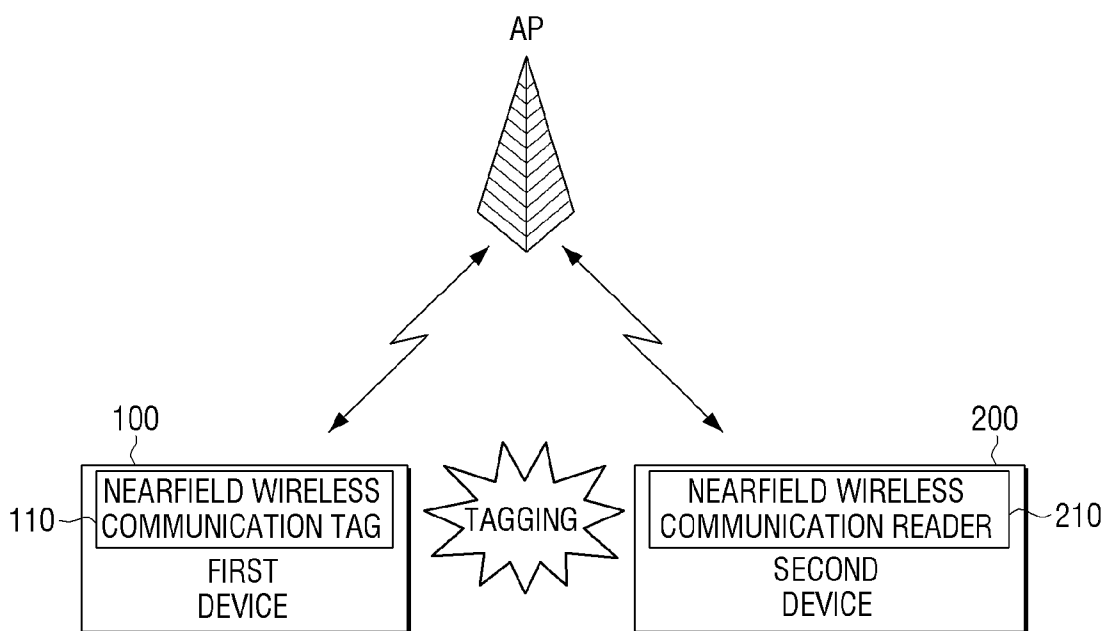 AP
100
200
NEARFIELD WIRELESS
COMMUNICATION TAG
110
FIRST
DEVICE
TAGGING
NEARFIELD WIRELESS
COMMUNICATION READER
210
SECOND
DEVICE